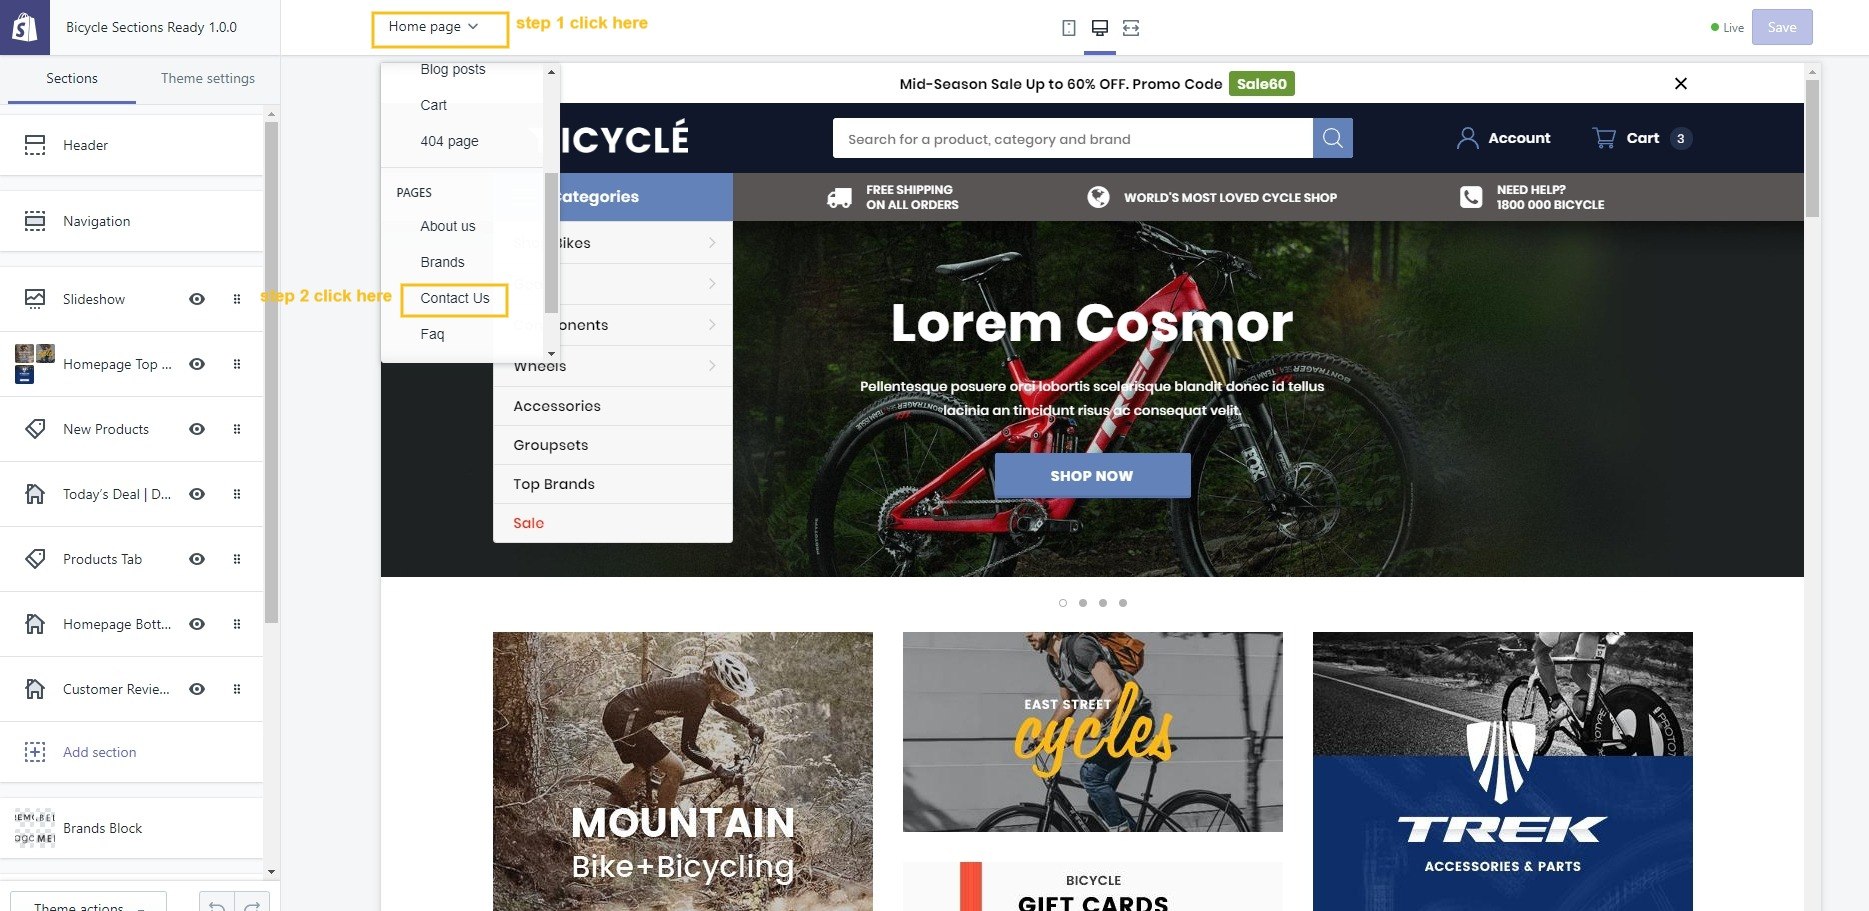 Bicycle Sections Ready 1.0.0
Home page
step 1 click here
Live
Save
Sections
Theme settings
Header
Navigation
Slideshow
Homepage Top ...
New Products
Today's Deal | D...
Products Tab
Homepage Bott...
Customer Revie...
Add section
Brands Block
Theme actions
Blog posts
Cart
404 page
PAGES
About us
Brands
step 2 click here
Contact Us
Faq
Mid-Season Sale Up to 60% OFF. Promo Code Sale60
BICYCLÉ
Search for a product, category and brand
Account
Cart 3
Categories
FREE SHIPPING
ON ALL ORDERS
WORLD'S MOST LOVED CYCLE SHOP
NEED HELP?
1800 000 BICYCLE
Bikes
Wheels
Accessories
Groupsets
Top Brands
Sale
Lorem Cosmor
Pellentesque posuere orci lobortis scelerisque blandit donec id tellus
lacinia an tincidunt risus ac consequat velit.
SHOP NOW
MOUNTAIN
Bike+Bicycling
EAST STREET
cycles
BICYCLE
GIFT CARDS
TREK
ACCESSORIES & PARTS